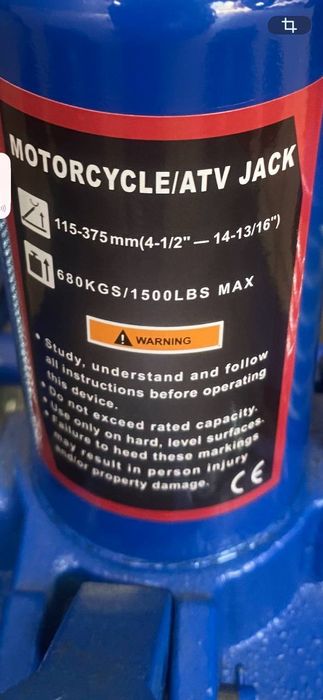 MOTORCYCLE/ATV JACK
115-375mm(4-1/2"— 14-13/16")
680KGS/1500LBS MAX
WARNING
• Study, understand and follow
all instructions before operating
this device.
• Do not exceed rated capacity.
• Use only on hard, level surfaces.
• Failure to heed these markings
may result in person injury
and/or property damage.
CE